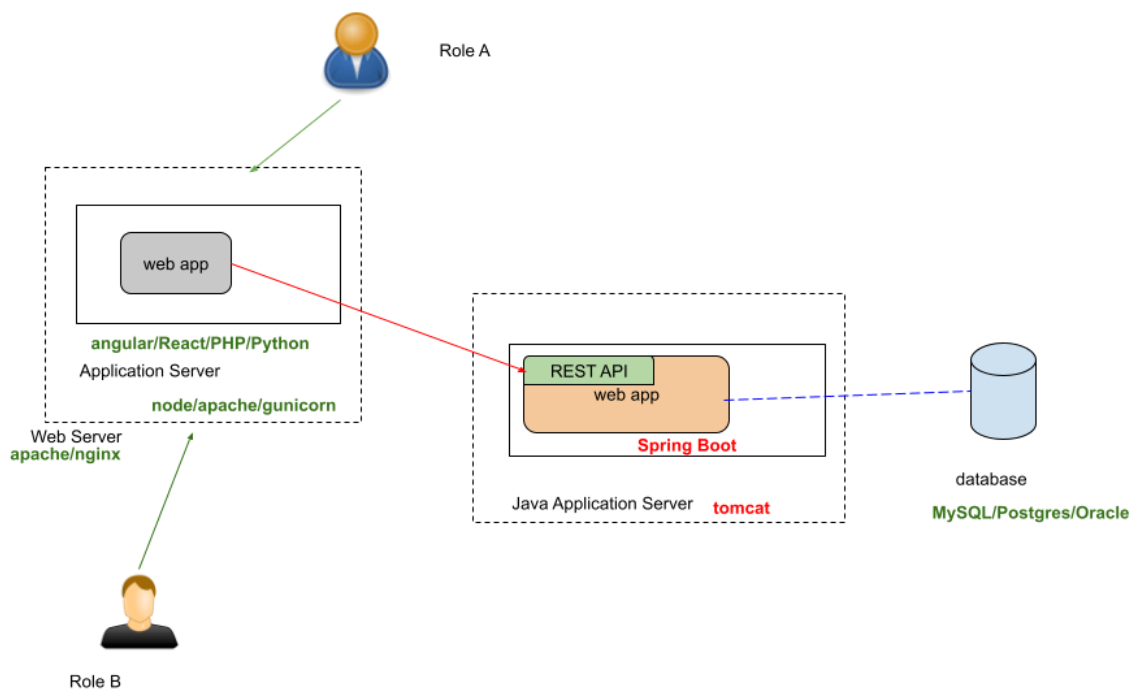 Role A
web app
angular/React/PHP/Python
Application Server
node/apache/gunicorn
Web Server
apache/nginx
REST API
web app
Spring Boot
Java Application Server
tomcat
database
MySQL/Postgres/Oracle
Role B